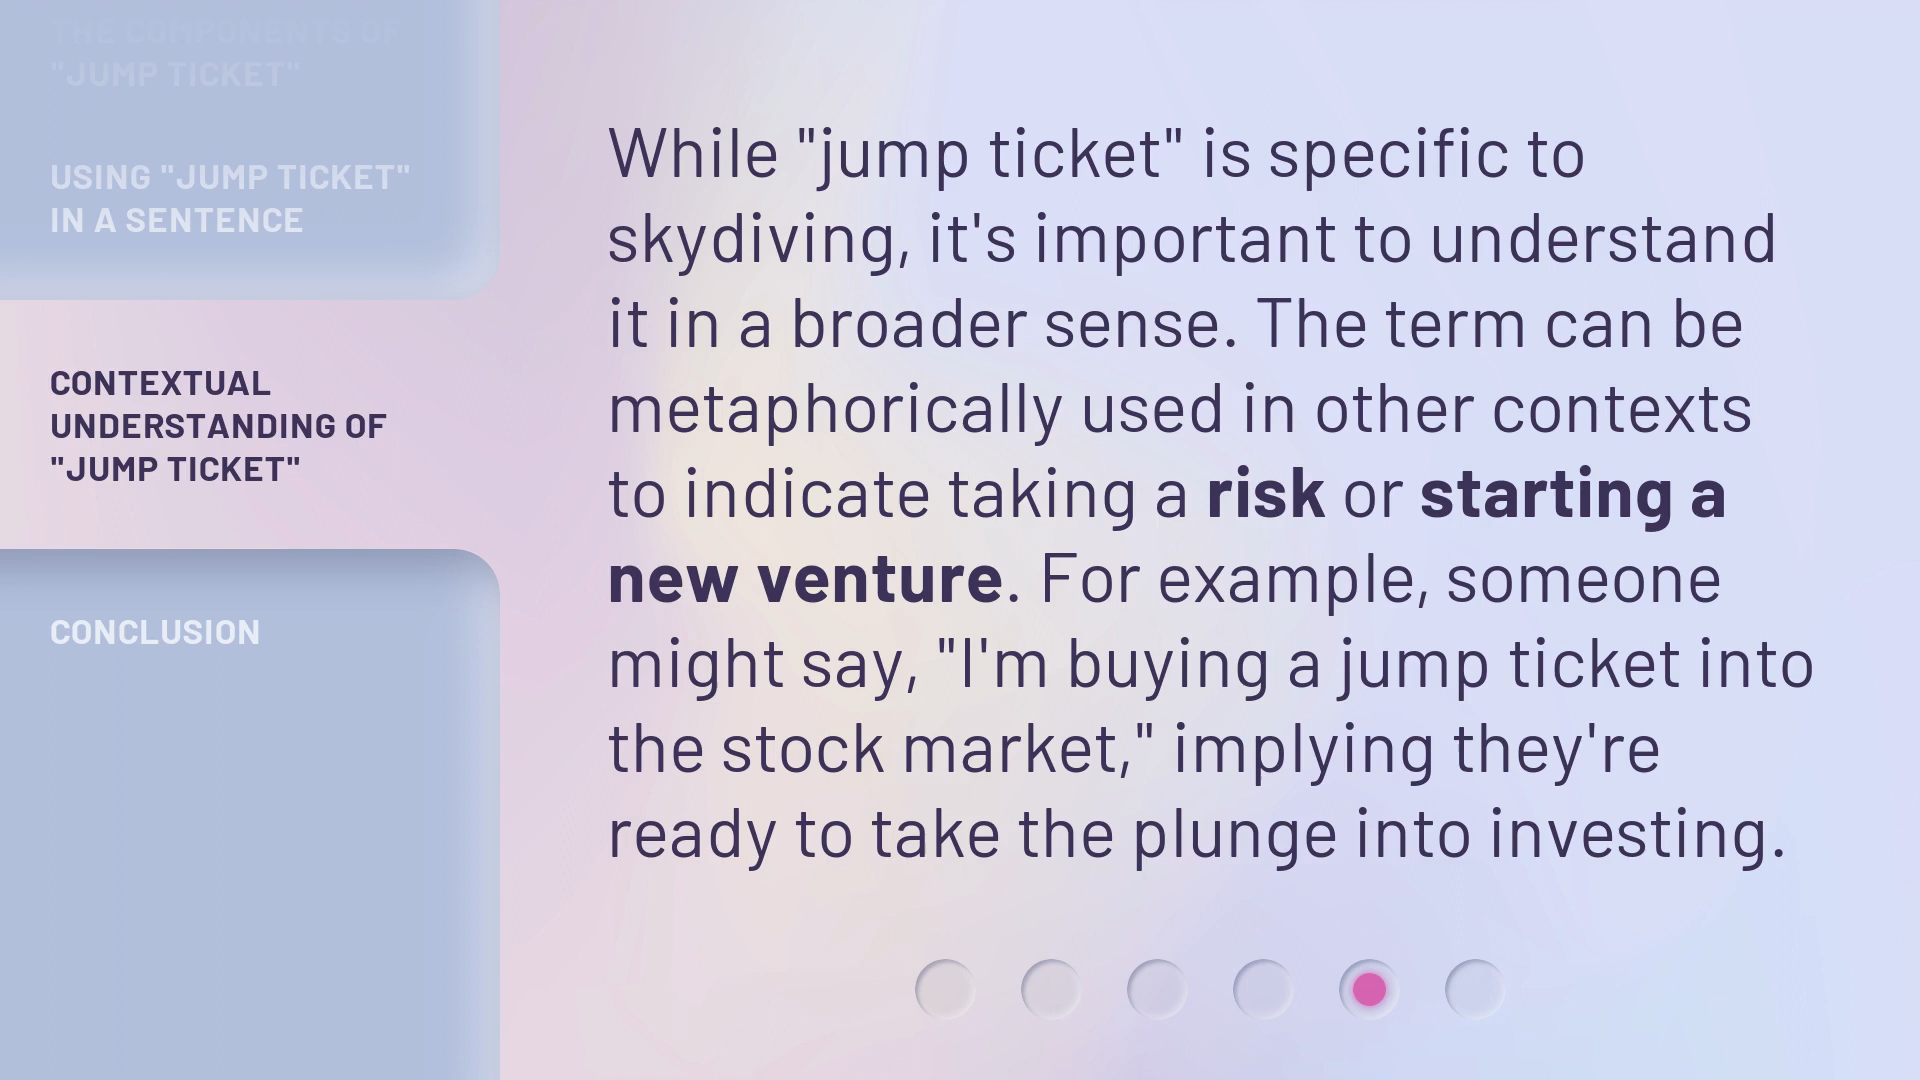 THE COMPONENTS OF
"JUMP TICKET"
USING "JUMP TICKET"
IN A SENTENCE
CONTEXTUAL
UNDERSTANDING OF
"JUMP TICKET"
CONCLUSION
While "jump ticket" is specific to
skydiving, it's important to understand
it in a broader sense. The term can be
metaphorically used in other contexts
to indicate taking a risk or starting a
new venture. For example, someone
might say, "I'm buying a jump ticket into
the stock market," implying they're
ready to take the plunge into investing.